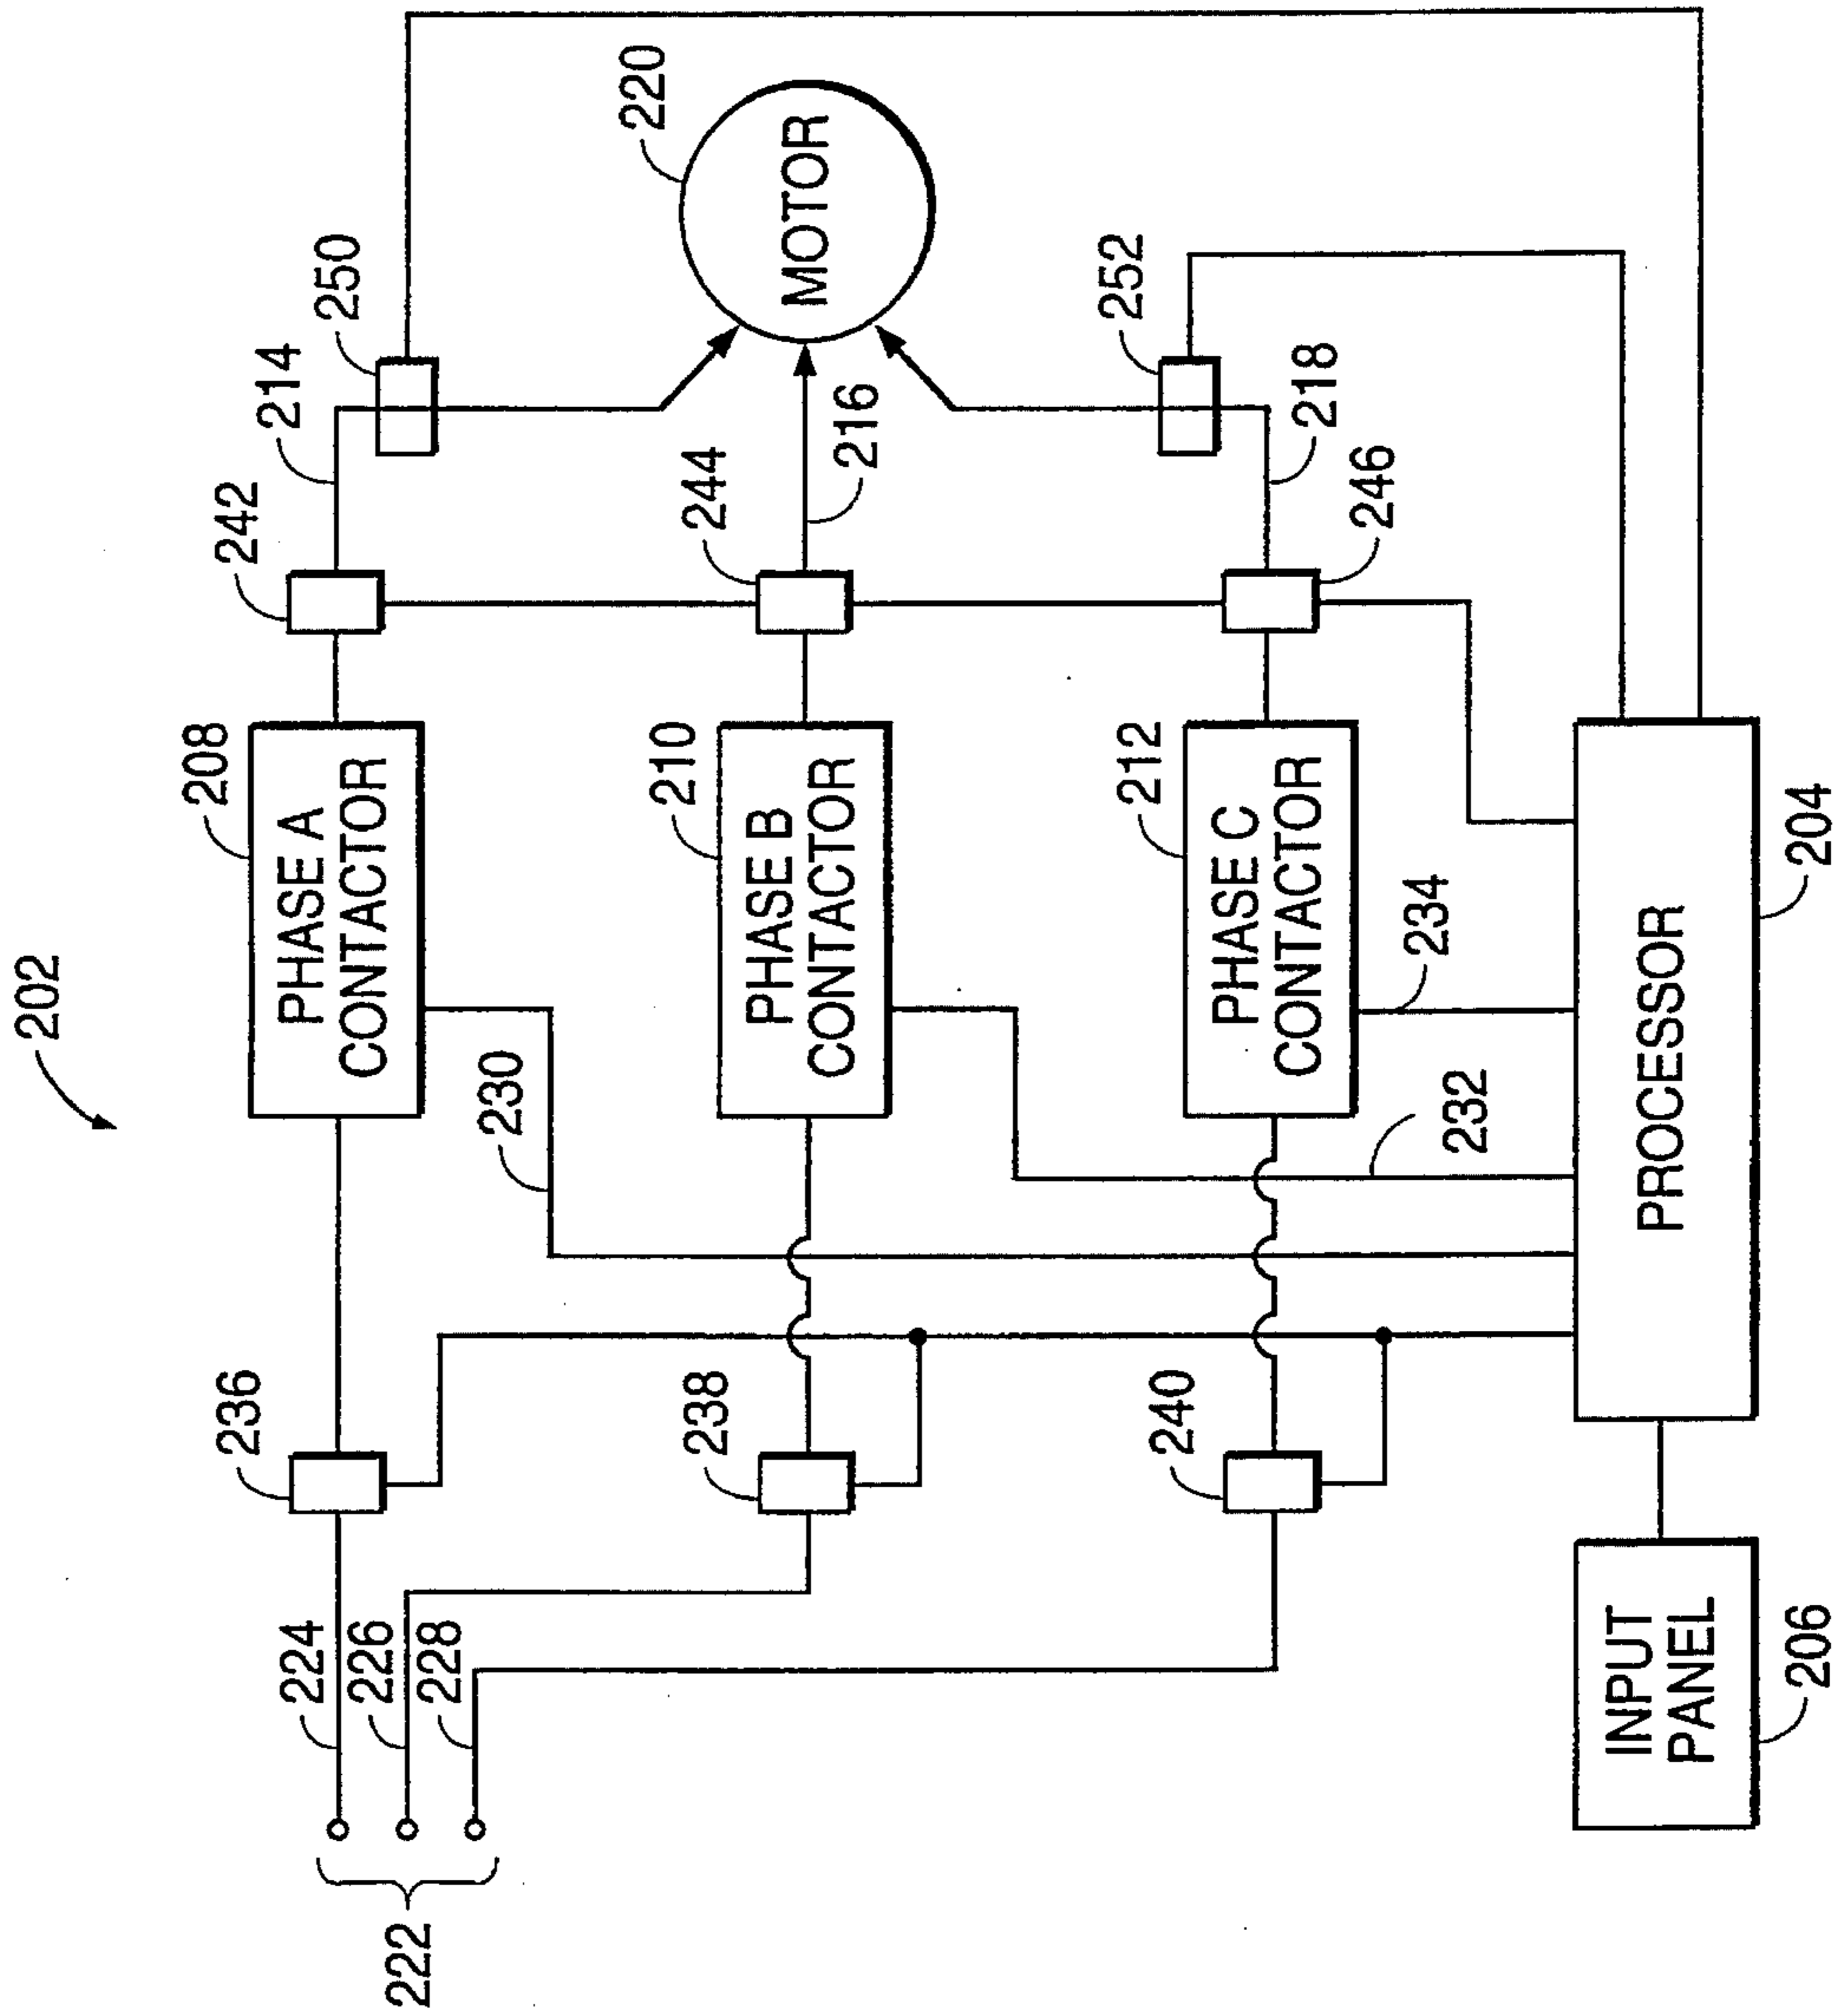 202
208
PHASE A
CONTACTOR
242
214
250
220
MOTOR
236
224
226
228
222
230
210
PHASE B
CONTACTOR
244
216
238
212
PHASE C
CONTACTOR
252
218
246
240
232
234
PROCESSOR
204
INPUT
PANEL
206